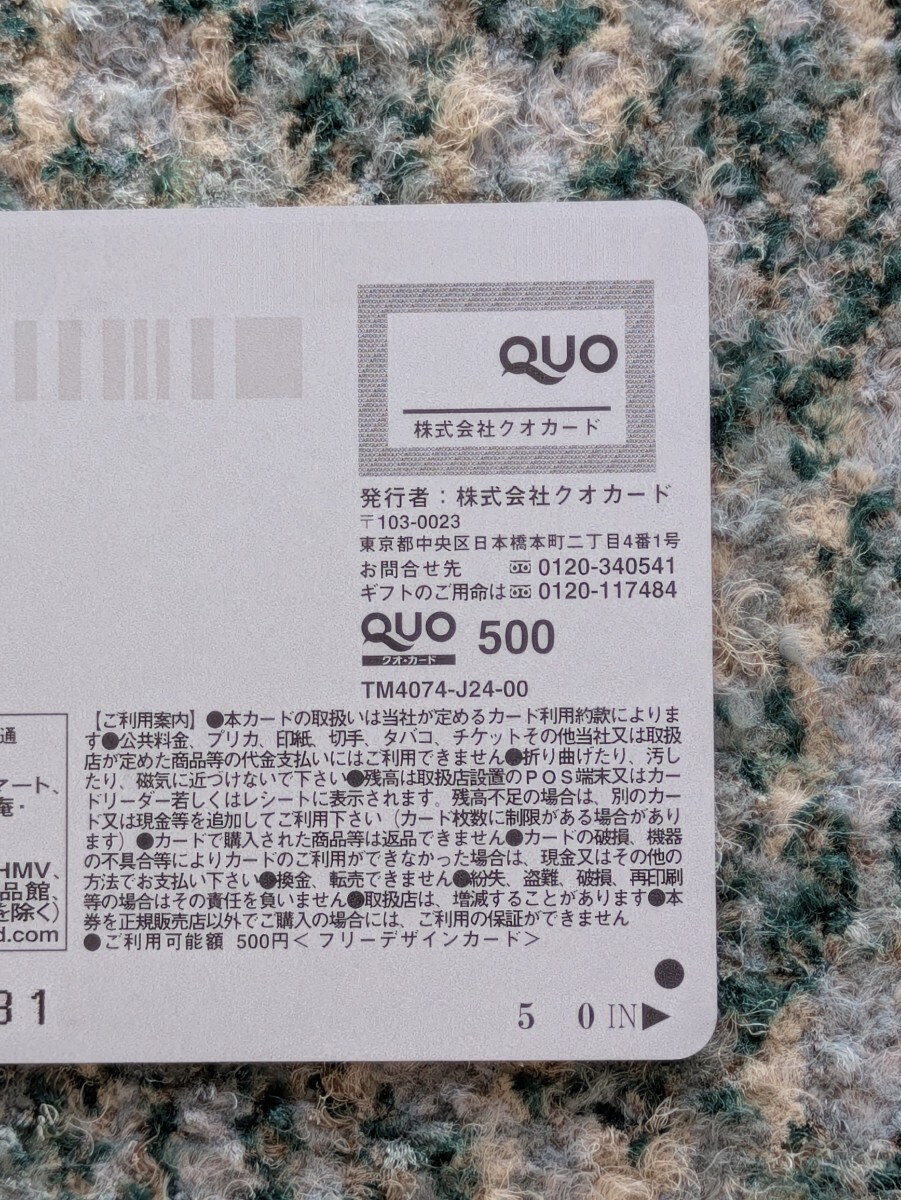 QUO
株式会社クオカード
発行者：株式会社クオカード
〒103-0023
東京都中央区日本橋本町二丁目4番1号
お問合せ先 0120-340541
ギフトのご用命は 0120-117484
QUO 500
クオ・カード
TM4074-J24-00
【ご利用案内】●本カードの取扱いは当社が定めるカード利用約款によりま
す●公共料金、プリカ、印紙、切手、タバコ、チケットその他当社又は取扱
店が定めた商品等の代金支払いにはご利用できません●折り曲げたり、汚し
たり、磁気に近づけないで下さい●残高は取扱店設置のPOS端末又はカー
ドリーダー若しくはレシートに表示されます。残高不足の場合は、別のカー
ド又は現金等を追加してご利用下さい（カード枚数に制限がある場合があり
ます）●カードで購入された商品等は返品できません●カードの破損、機器
の不具合等によりカードのご利用ができなかった場合は、現金又はその他の
方法でお支払い下さい●換金、転売できません●紛失、盗難、破損、再印刷
等の場合はその責任を負いません●取扱店は、増減することがあります●本
券を正規販売店以外でご購入の場合には、ご利用の保証ができません
●ご利用可能額 500円＜フリーデザインカード＞
通
マート、
庵・
HMV、
品館、
を除く)
d.com
31
5 0 IN▶